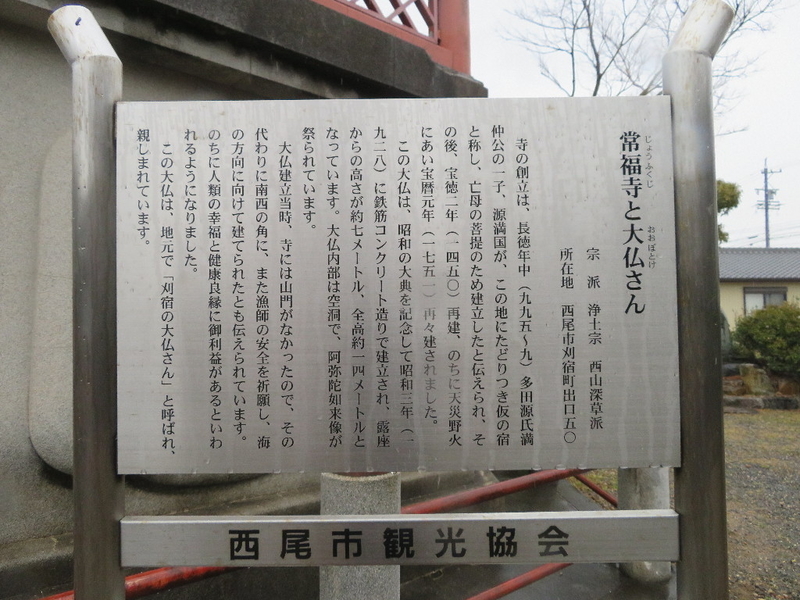 常福寺と大仏さん
じょうふくじ
おおぼとけ
宗　派　浄土宗　西山深草派
所在地　西尾市刈宿町出口五〇
寺の創立は、長徳年中（九九五～九）多田源氏満
仲公の一子、源満国が、この地にたどりつき仮の宿
と称し、亡母の菩提のため建立したと伝えられ、そ
の後、宝徳二年（一四五〇）再建、のちに天災野火
にあい宝暦元年（一七五一）再々建されました。
この大仏は、昭和の大典を記念して昭和三年（一
九二八）に鉄筋コンクリート造りで建立され、露座
からの高さが約七メートル、全高約一四メートルと
なっています。大仏内部は空洞で、阿弥陀如来像が
祭られています。
大仏建立当時、寺には山門がなかったので、その
代わりに南西の角に、また漁師の安全を祈願し、海
の方向に向けて建てられたとも伝えられています。
のちに人類の幸福と健康良縁に御利益があるといわ
れるようになりました。
この大仏は、地元で「刈宿の大仏さん」と呼ばれ、
親しまれています。
西尾市観光協会